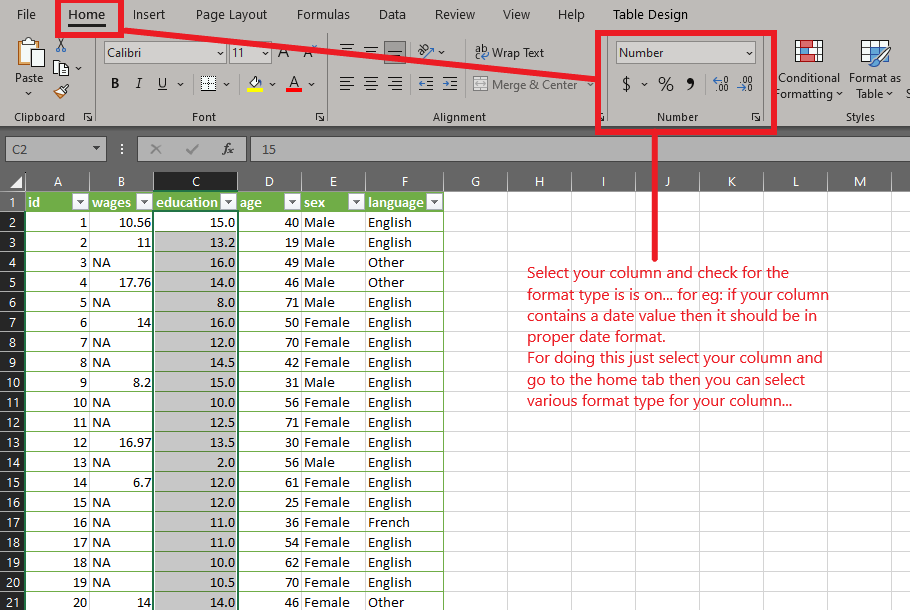 File Home Insert Page Layout Formulas Data Review View Help Table Design
Calibri 11 A A ab Wrap Text Number
Paste B I U A Merge & Center $ % Conditional Formatting Format as Table
Clipboard Font Alignment Number Styles
C2 fx 15
A B C D E F G H I J K L M
1 id wages education age sex language
2 1 10.56 15.0 40 Male English
3 2 11 13.2 19 Male English
4 3 NA 16.0 49 Male Other
5 4 17.76 14.0 46 Male Other
6 5 NA 8.0 71 Male English
7 6 14 16.0 50 Female English
8 7 NA 12.0 70 Female English
9 8 NA 14.5 42 Female English
10 9 8.2 15.0 31 Male English
11 10 NA 10.0 56 Female English
12 11 NA 12.5 71 Female English
13 12 16.97 13.5 30 Female English
14 13 NA 2.0 56 Male English
15 14 6.7 12.0 61 Female English
16 15 NA 12.0 25 Female English
17 16 NA 11.0 36 Female French
18 17 NA 11.0 54 Female English
19 18 NA 10.0 62 Female English
20 19 NA 10.5 70 Female English
21 20 14 14.0 46 Female Other
Select your column and check for the
format type is is on... for eg: if your column
contains a date value then it should be in
proper date format.
For doing this just select your column and
go to the home tab then you can select
various format type for your column...